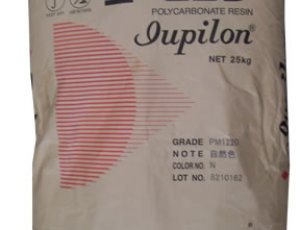 POLYCARBONATE RESIN
Iupilon®
NET 25kg
GRADE PM1220
NOTE 自然色
COLOR NO. N
LOT NO. 8210162